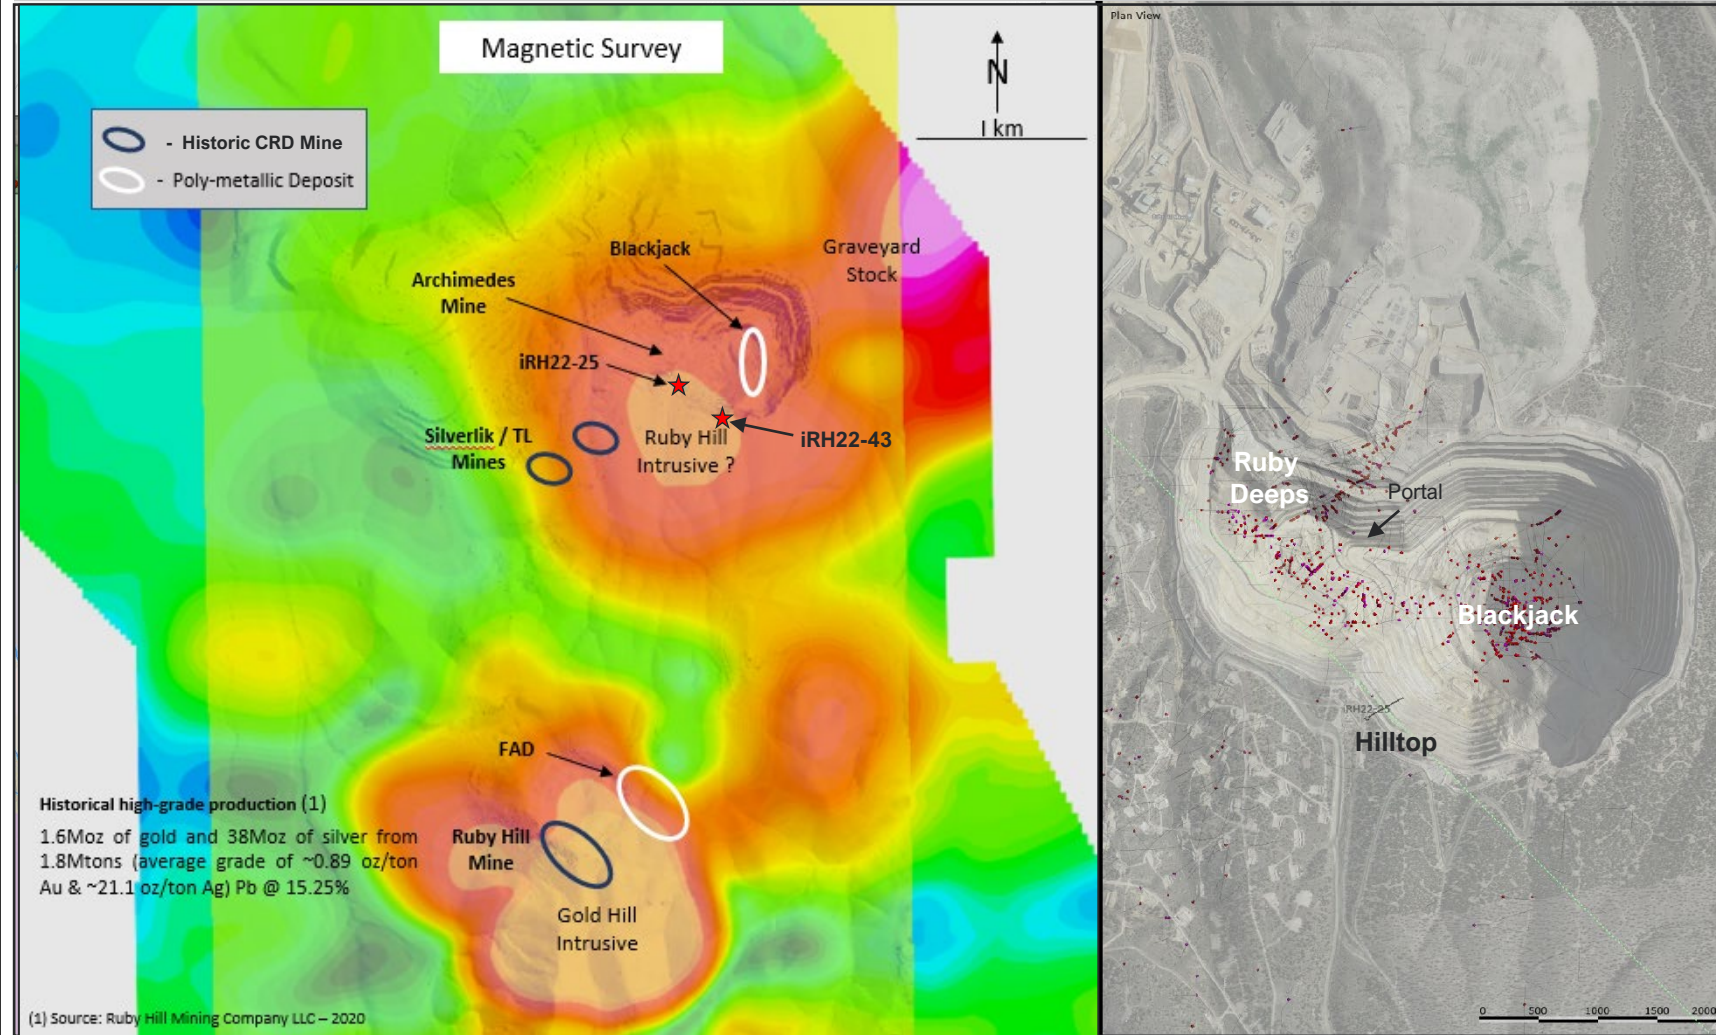 Magnetic Survey
N
1 km
- Historic CRD Mine
- Poly-metallic Deposit
Blackjack
Graveyard
Stock
Archimedes
Mine
iRH22-25
Silverlik / TL
Mines
Ruby Hill
Intrusive ?
iRH22-43
FAD
Historical high-grade production (1)
1.6Moz of gold and 38Moz of silver from
1.8Mtons (average grade of ~0.89 oz/ton
Au & ~21.1 oz/ton Ag) Pb @ 15.25%
Ruby Hill
Mine
Gold Hill
Intrusive
(1) Source: Ruby Hill Mining Company LLC – 2020
Plan View
Ruby
Deeps
Portal
Blackjack
iRH22-25
Hilltop
0 500 1000 1500 2000